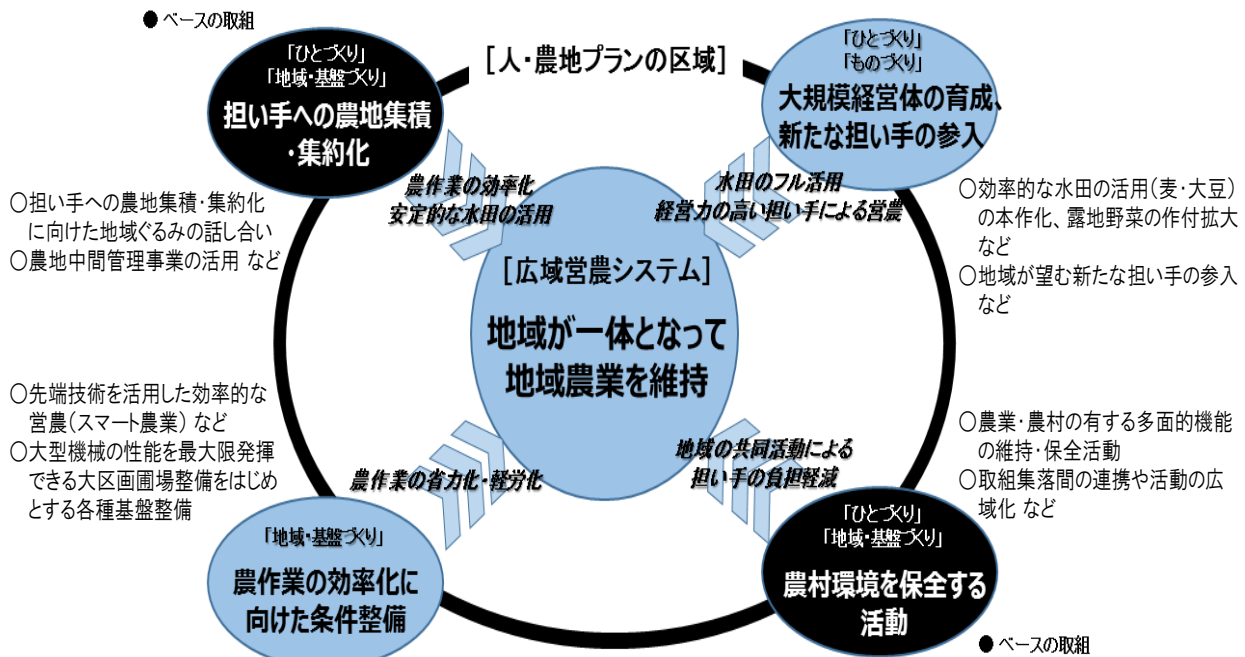 ● ベースの取組
「ひとづくり」
「地域・基盤づくり」
担い手への農地集積
・集約化
[人・農地プランの区域]
「ひとづくり」
「ものづくり」
大規模経営体の育成、
新たな担い手の参入
農作業の効率化
安定的な水田の活用
水田のフル活用
経営力の高い担い手による営農
○担い手への農地集積・集約化
に向けた地域ぐるみの話し合い
○農地中間管理事業の活用 など
○効率的な水田の活用(麦・大豆)
の本作化、露地野菜の作付拡大
など
○地域が望む新たな担い手の参入
など
[広域営農システム]
地域が一体となって
地域農業を維持
○先端技術を活用した効率的な
営農(スマート農業) など
○大型機械の性能を最大限発揮
できる大区画圃場整備をはじめ
とする各種基盤整備
農作業の省力化・軽労化
地域の共同活動による
担い手の負担軽減
○農業・農村の有する多面的機能
の維持・保全活動
○取組集落間の連携や活動の広
域化 など
「地域・基盤づくり」
農作業の効率化に
向けた条件整備
「ひとづくり」
「地域・基盤づくり」
農村環境を保全する
活動
● ベースの取組